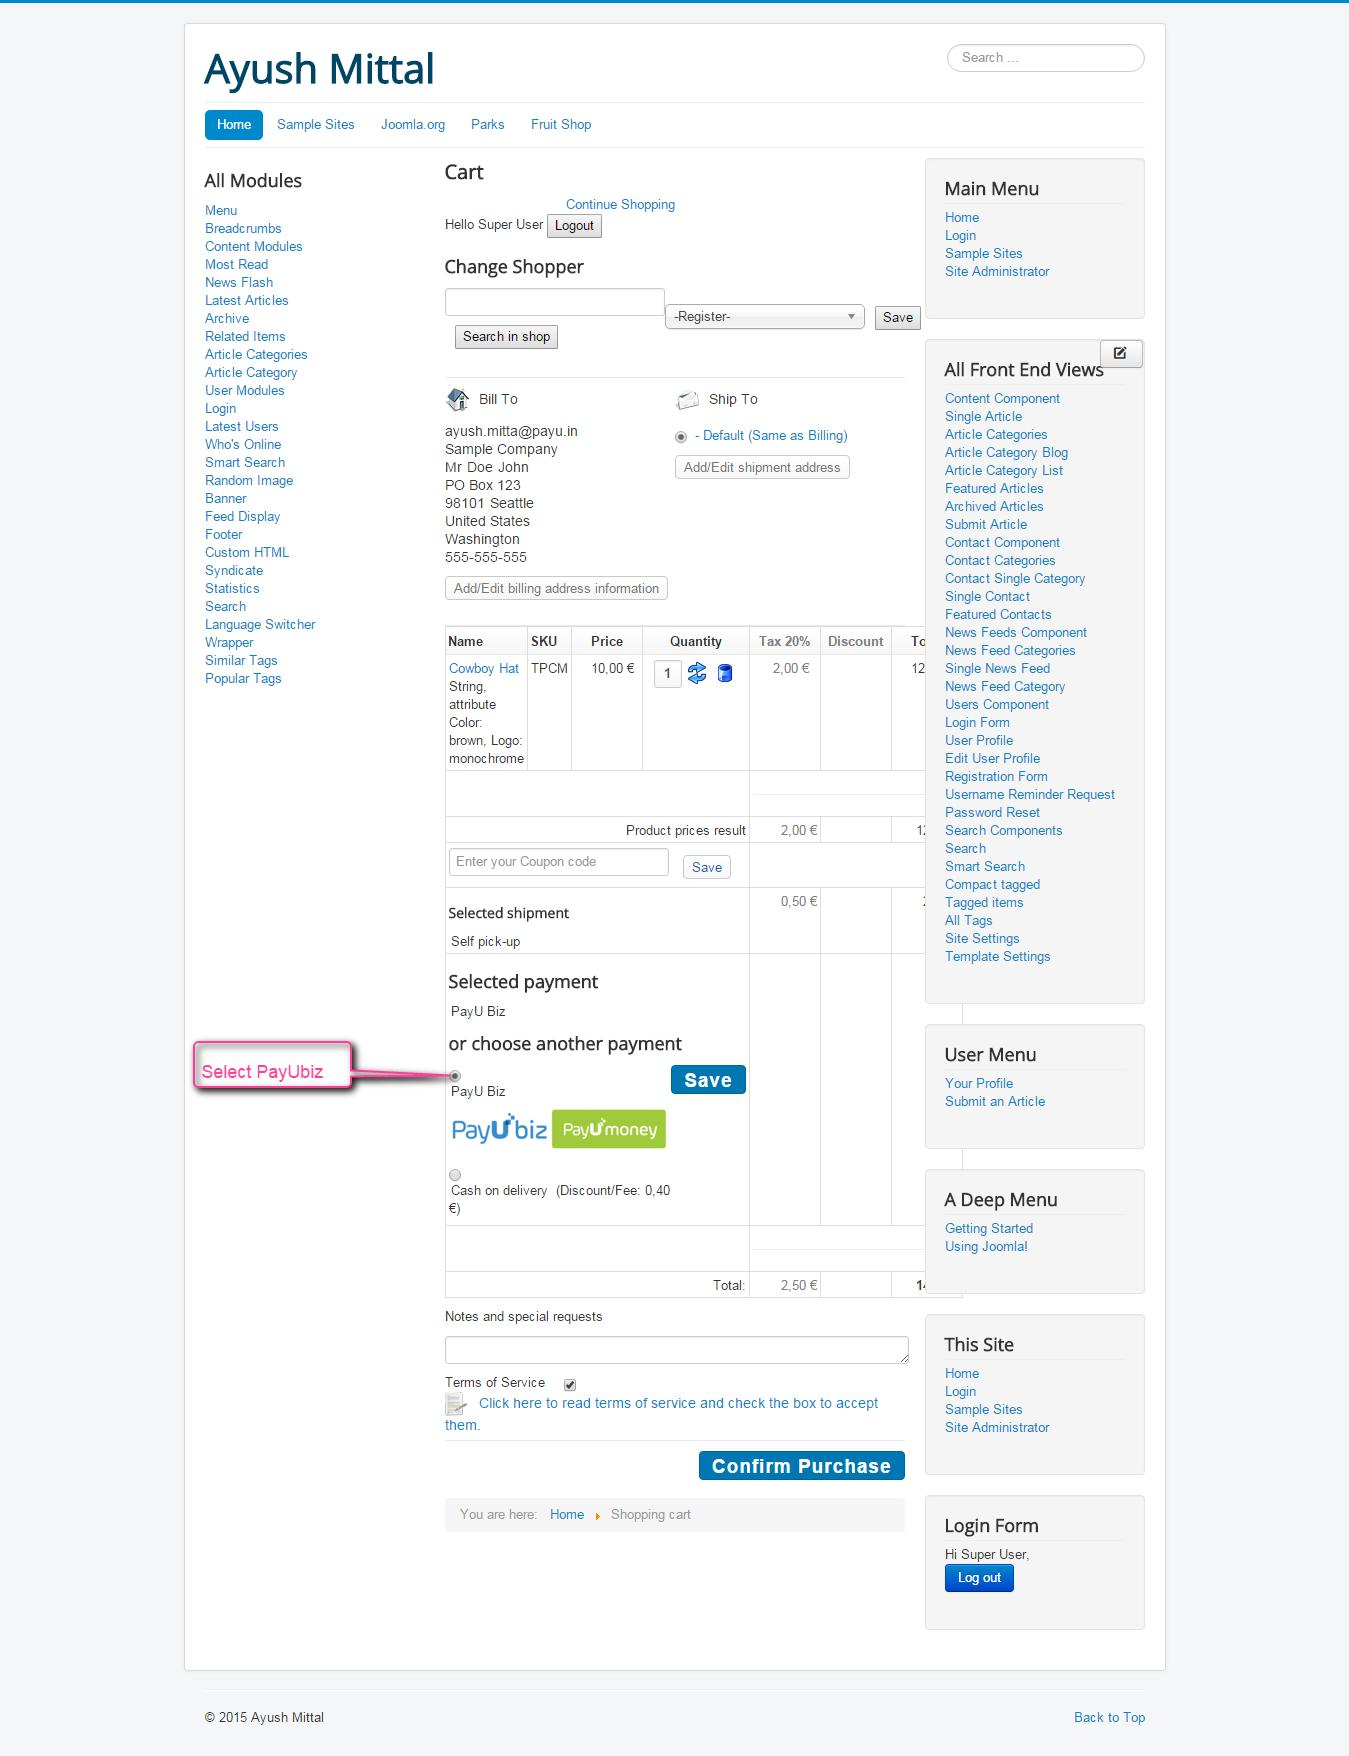 Ayush Mittal
Search ...
Home
Sample Sites
Joomla.org
Parks
Fruit Shop
All Modules
Menu
Breadcrumbs
Content Modules
Most Read
News Flash
Latest Articles
Archive
Related Items
Article Categories
Article Category
User Modules
Login
Latest Users
Who's Online
Smart Search
Random Image
Banner
Feed Display
Footer
Custom HTML
Syndicate
Statistics
Search
Language Switcher
Wrapper
Similar Tags
Popular Tags
Select PayUbiz
Cart
Continue Shopping
Hello Super User Logout
Change Shopper
-Register-
Save
Search in shop
Bill To
ayush.mitta@payu.in
Sample Company
Mr Doe John
PO Box 123
98101 Seattle
United States
Washington
555-555-555
Add/Edit billing address information
Ship To
- Default (Same as Billing)
Add/Edit shipment address
Name SKU Price Quantity Tax 20% Discount To
Cowboy Hat TPCM 10,00 € 1 2,00 € 12
String,
attribute
Color:
brown, Logo:
monochrome
Product prices result 2,00 €
Enter your Coupon code Save
Selected shipment 0,50 €
Self pick-up
Selected payment
PayU Biz
or choose another payment
Save
PayU Biz
PayU biz PayU money
Cash on delivery (Discount/Fee: 0,40
€)
Total: 2,50 € 14
Notes and special requests
Terms of Service
Click here to read terms of service and check the box to accept
them.
Confirm Purchase
You are here: Home Shopping cart
Main Menu
Home
Login
Sample Sites
Site Administrator
All Front End Views
Content Component
Single Article
Article Categories
Article Category Blog
Article Category List
Featured Articles
Archived Articles
Submit Article
Contact Component
Contact Categories
Contact Single Category
Single Contact
Featured Contacts
News Feeds Component
News Feed Categories
Single News Feed
News Feed Category
Users Component
Login Form
User Profile
Edit User Profile
Registration Form
Username Reminder Request
Password Reset
Search Components
Search
Smart Search
Compact tagged
Tagged items
All Tags
Site Settings
Template Settings
User Menu
Your Profile
Submit an Article
A Deep Menu
Getting Started
Using Joomla!
This Site
Home
Login
Sample Sites
Site Administrator
Login Form
Hi Super User,
Log out
© 2015 Ayush Mittal
Back to Top